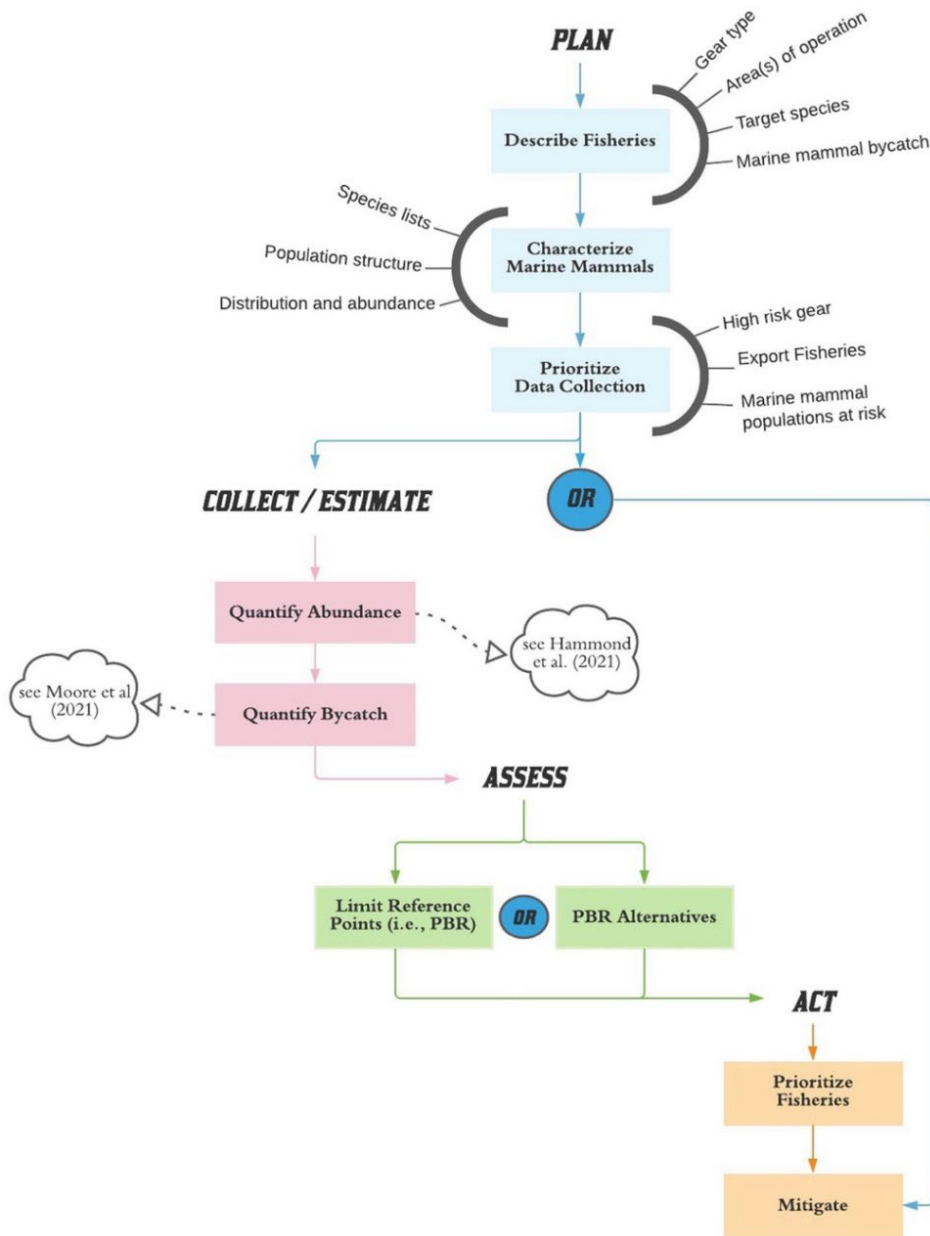 PLAN
Gear type
Area(s) of operation
Target species
Marine mammal bycatch
Describe Fisheries
Species lists
Population structure
Distribution and abundance
Characterize
Marine Mammals
High risk gear
Export Fisheries
Marine mammal
populations at risk
Prioritize
Data Collection
OR
COLLECT / ESTIMATE
Quantify Abundance
see Hammond
et al. (2021)
see Moore et al
(2021)
Quantify Bycatch
ASSESS
Limit Reference
Points (i.e., PBR)
OR
PBR Alternatives
ACT
Prioritize
Fisheries
Mitigate